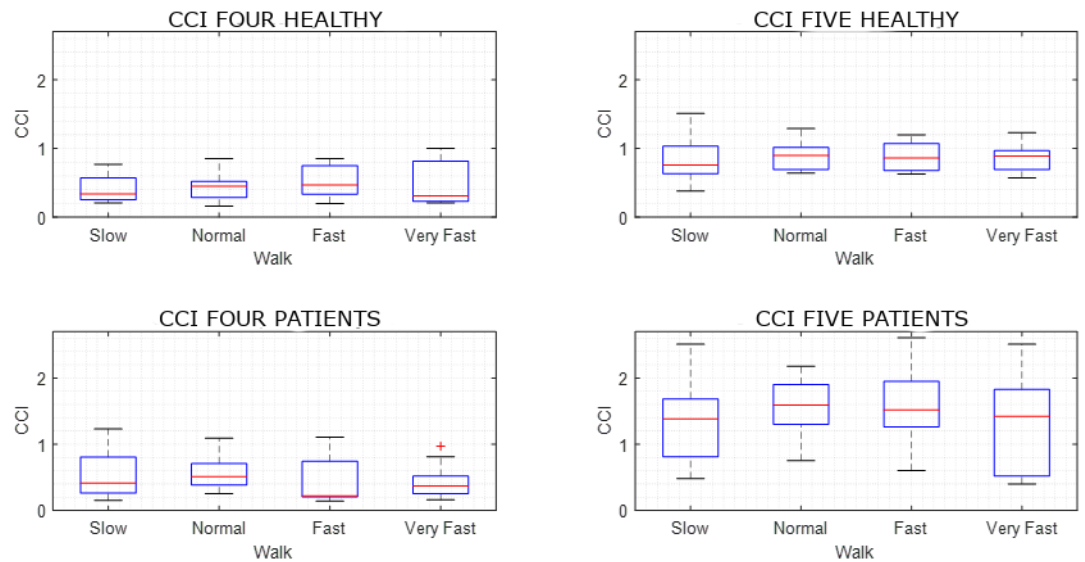 CCI FOUR HEALTHY
2
1
0
CCI
Slow Normal Fast Very Fast
Walk
CCI FIVE HEALTHY
2
1
0
CCI
Slow Normal Fast Very Fast
Walk
CCI FOUR PATIENTS
2
1
0
CCI
Slow Normal Fast Very Fast
Walk
CCI FIVE PATIENTS
2
1
0
CCI
Slow Normal Fast Very Fast
Walk